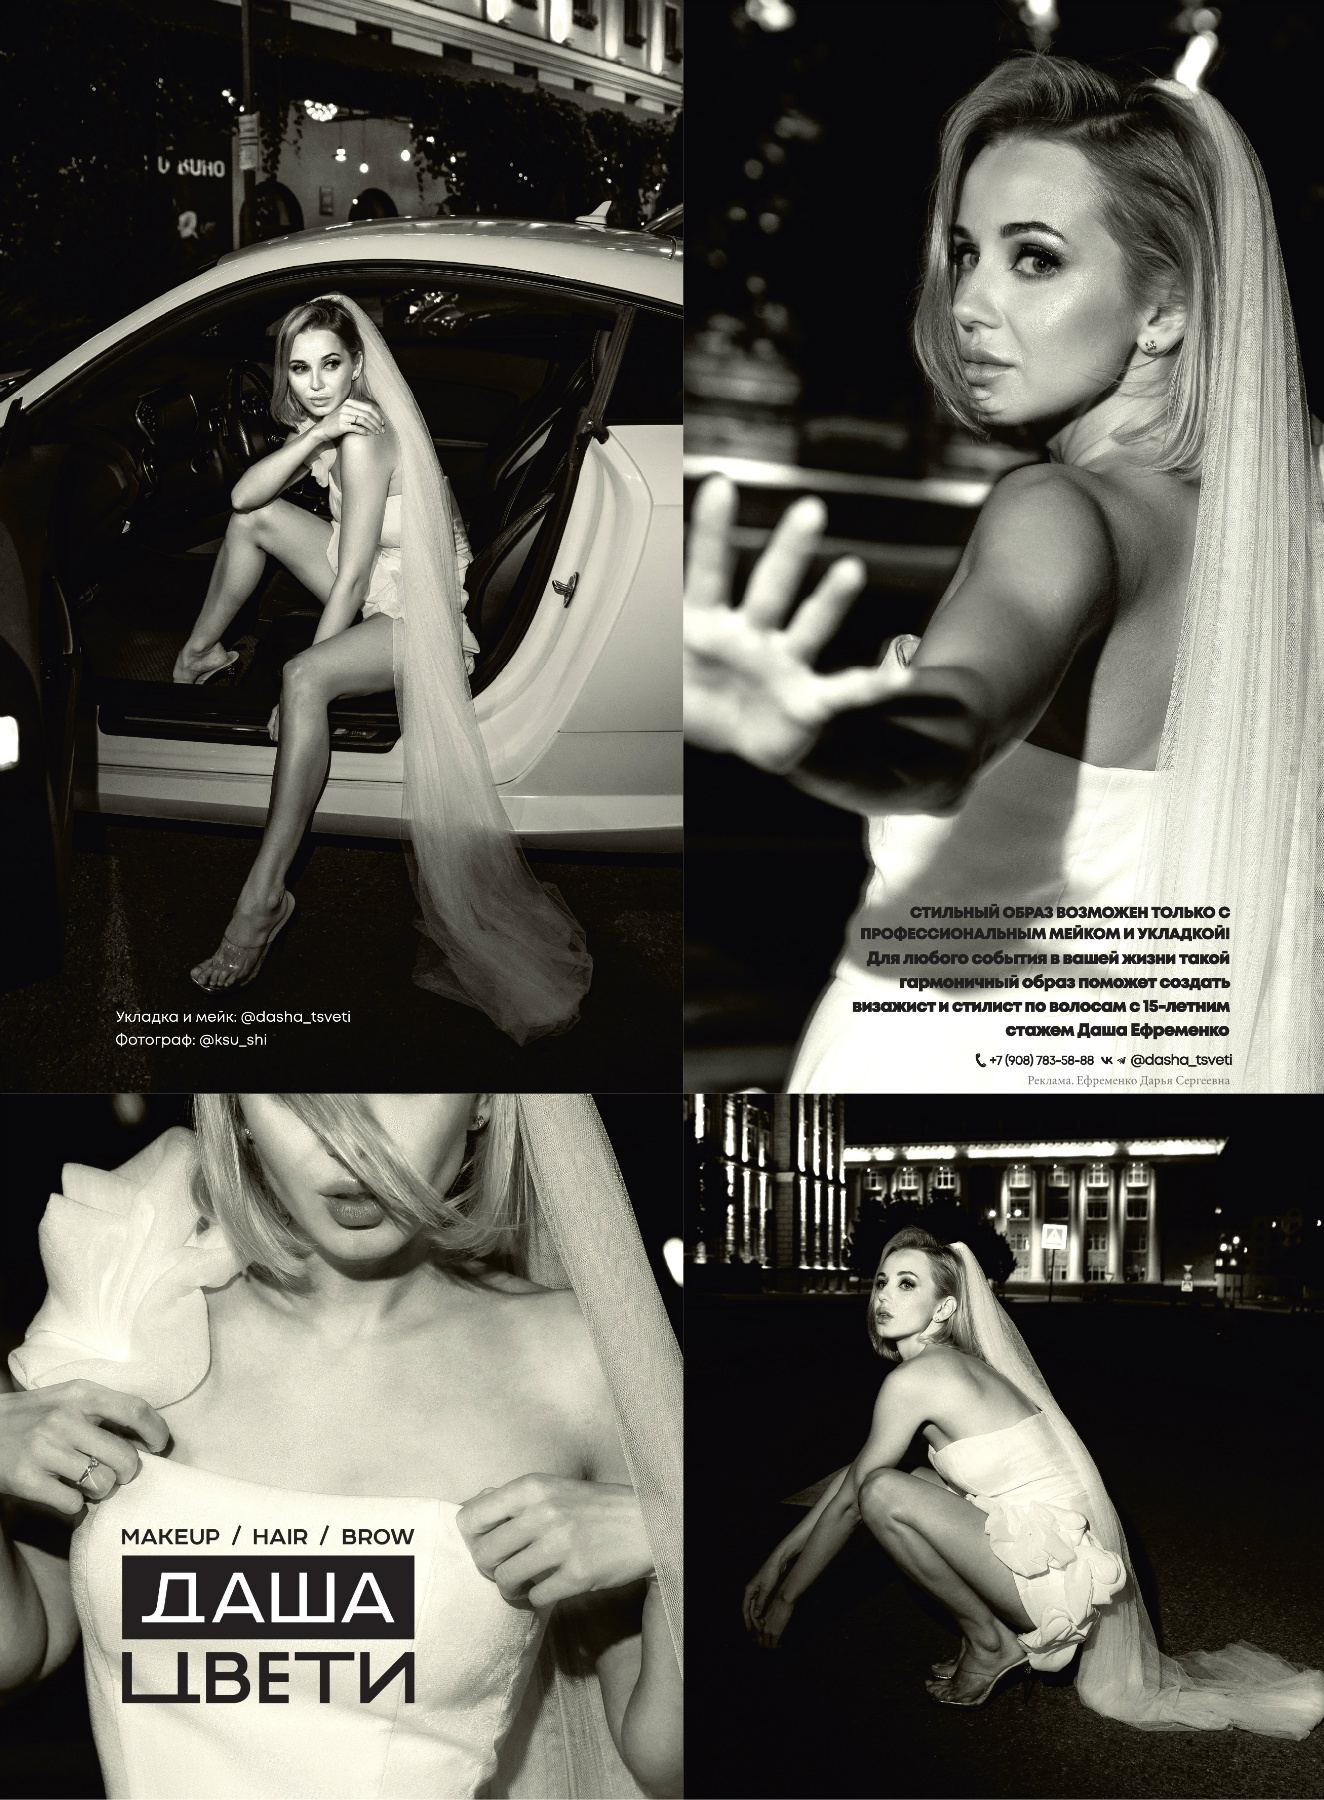 Укладка и мейк: @dasha_tsveti
Фотограф: @ksu_shi
СТИЛЬНЫЙ ОБРАЗ ВОЗМОЖЕН ТОЛЬКО С
ПРОФЕССИОНАЛЬНЫМ МЕЙКОМ И УКЛАДКОЙ!
Для любого события в вашей жизни такой
гармоничный образ поможет создать
визажист и стилист по волосам с 15-летним
стажем Даша Ефременко
+7 (908) 783-58-88 @dasha_tsveti
Реклама. Ефременко Дарья Сергеевна
MAKEUP / HAIR / BROW
ДАША
ЦВЕТИ